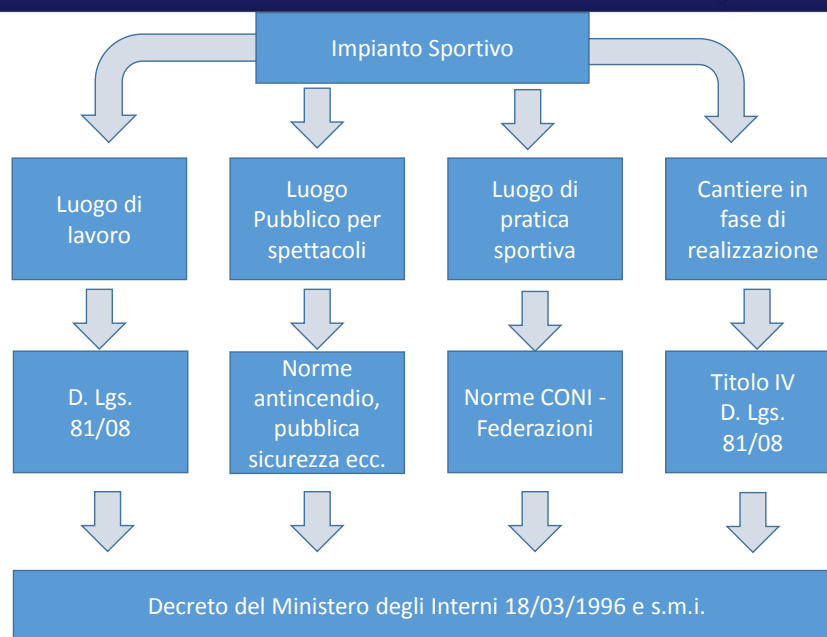 Impianto Sportivo
Luogo di
lavoro
Luogo
Pubblico per
spettacoli
Luogo di
pratica
sportiva
Cantiere in
fase di
realizzazione
D. Lgs.
81/08
Norme
antincendio,
pubblica
sicurezza ecc.
Norme CONI -
Federazioni
Titolo IV
D. Lgs.
81/08
Decreto del Ministero degli Interni 18/03/1996 e s.m.i.